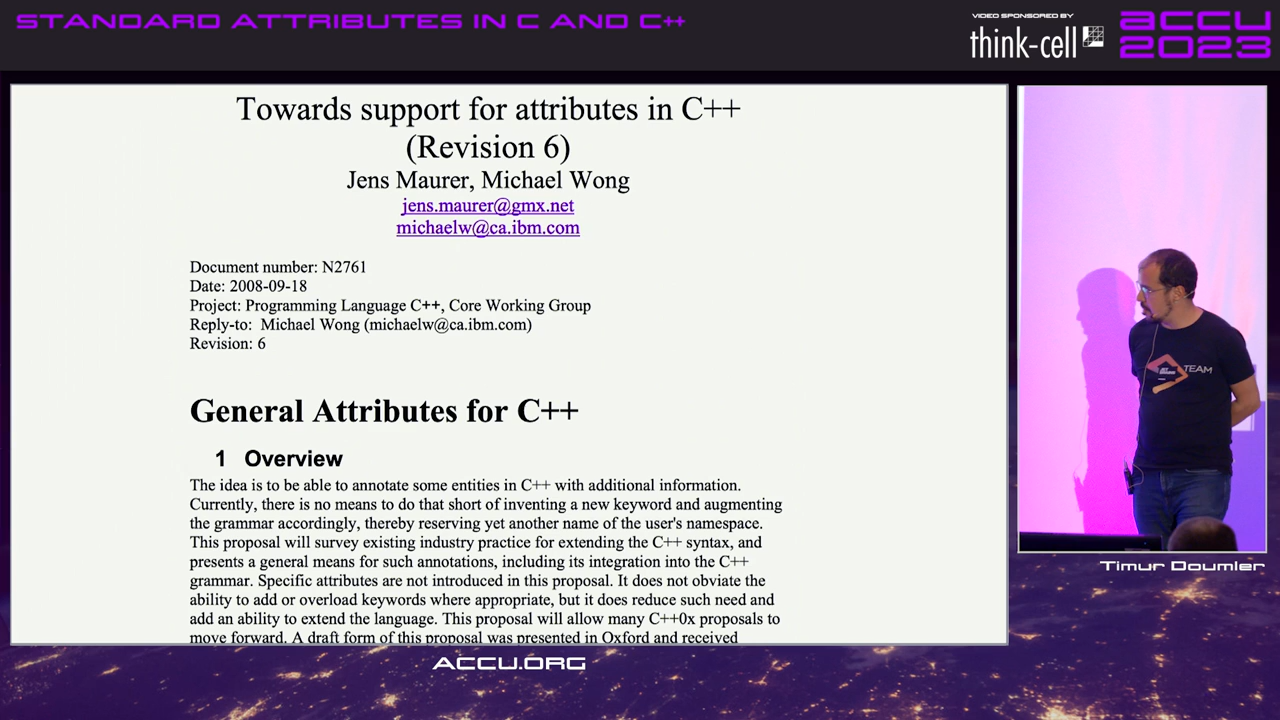 STANDARD ATTRIBUTES IN C AND C++
VIDEO SPONSORED BY
think-cell
ACCU
2023
Towards support for attributes in C++
(Revision 6)
Jens Maurer, Michael Wong
jens.maurer@gmx.net
michaelw@ca.ibm.com
Document number: N2761
Date: 2008-09-18
Project: Programming Language C++, Core Working Group
Reply-to: Michael Wong (michaelw@ca.ibm.com)
Revision: 6
General Attributes for C++
1 Overview
The idea is to be able to annotate some entities in C++ with additional information.
Currently, there is no means to do that short of inventing a new keyword and augmenting
the grammar accordingly, thereby reserving yet another name of the user's namespace.
This proposal will survey existing industry practice for extending the C++ syntax, and
presents a general means for such annotations, including its integration into the C++
grammar. Specific attributes are not introduced in this proposal. It does not obviate the
ability to add or overload keywords where appropriate, but it does reduce such need and
add an ability to extend the language. This proposal will allow many C++0x proposals to
move forward. A draft form of this proposal was presented in Oxford and received
TEAM
Timur Doumler
ACCU.ORG